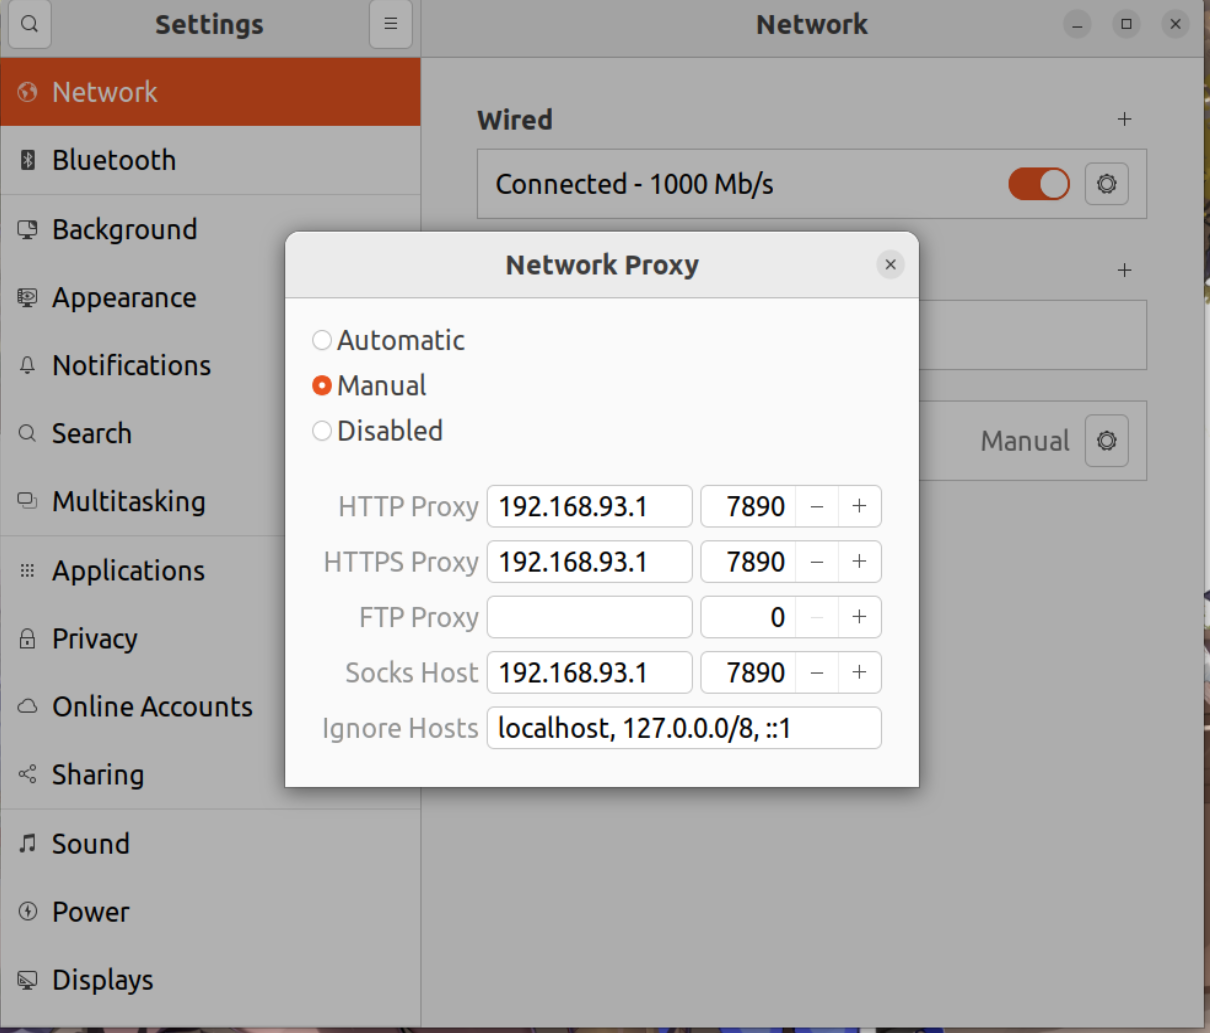 Settings
Network
Network
Bluetooth
Background
Appearance
Notifications
Search
Multitasking
Applications
Privacy
Online Accounts
Sharing
Sound
Power
Displays
Wired
Connected - 1000 Mb/s
Manual
Network Proxy
Automatic
Manual
Disabled
HTTP Proxy 192.168.93.1 7890 − +
HTTPS Proxy 192.168.93.1 7890 − +
FTP Proxy 0 − +
Socks Host 192.168.93.1 7890 − +
Ignore Hosts localhost, 127.0.0.0/8, ::1